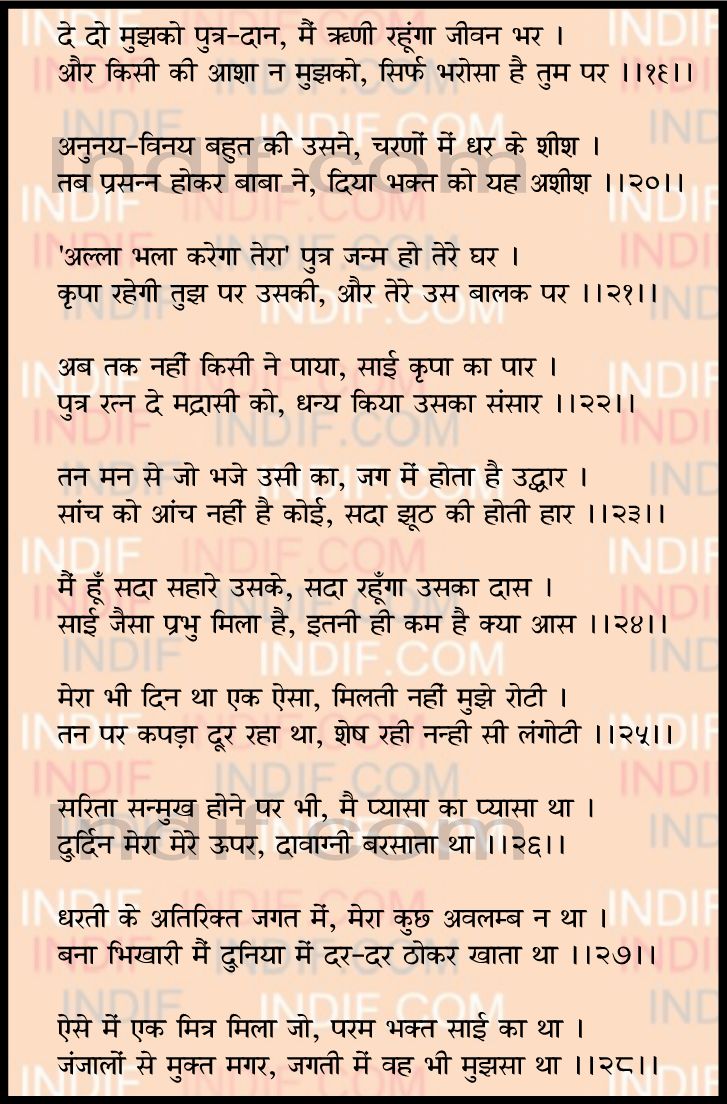 दे दो मुझको पुत्र-दान, मैं ऋणी रहूंगा जीवन भर ।
और किसी की आशा न मुझको, सिर्फ भरोसा है तुम पर ।।१९।।
अनुनय-विनय बहुत की उसने, चरणों में धर के शीश ।
तब प्रसन्न होकर बाबा ने, दिया भक्त को यह अशीश ।।२०।।
'अल्ला भला करेगा तेरा' पुत्र जन्म हो तेरे घर ।
कृपा रहेगी तुझ पर उसकी, और तेरे उस बालक पर ।।२१।।
अब तक नहीं किसी ने पाया, साई कृपा का पार ।
पुत्र रत्न दे मद्रासी को, धन्य किया उसका संसार ।।२२।।
तन मन से जो भजे उसी का, जग में होता है उद्धार ।
सांच को आंच नहीं है कोई, सदा झूठ की होती हार ।।२३।।
मैं हूँ सदा सहारे उसके, सदा रहूँगा उसका दास ।
साई जैसा प्रभु मिला है, इतनी ही कम है क्या आस ।।२४।।
मेरा भी दिन था एक ऐसा, मिलती नहीं मुझे रोटी ।
तन पर कपड़ा दूर रहा था, शेष रही नन्ही सी लंगोटी ।।२५।।
सरिता सन्मुख होने पर भी, मै प्यासा का प्यासा था ।
दुर्दिन मेरा मेरे ऊपर, दावाग्नी बरसाता था ।।२६।।
धरती के अतिरिक्त जगत में, मेरा कुछ अवलम्ब न था ।
बना भिखारी मैं दुनिया में दर-दर ठोकर खाता था ।।२७।।
ऐसे में एक मित्र मिला जो, परम भक्त साई का था ।
जंजालों से मुक्त मगर, जगती में वह भी मुझसा था ।।२८।।